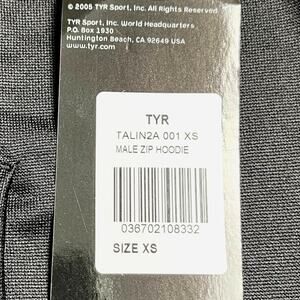 © 2005 TYR Sport, Inc. All Rights Reserved
TYR Sport, Inc. World Headquarters
P.O. Box 1930
Huntington Beach, CA 92649 USA
www.tyr.com
TYR
TALIN2A 001 XS
MALE ZIP HOODIE
036702108332
SIZE XS